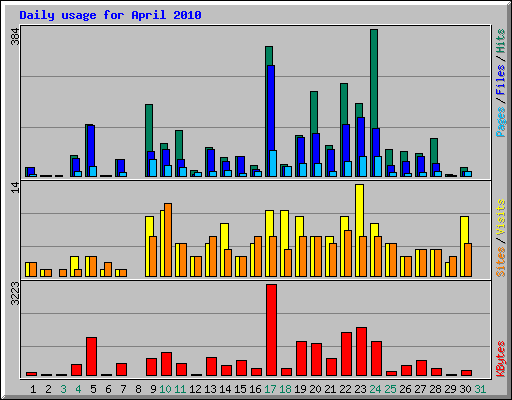 Daily usage for April 2010
384
Pages / Files / Hits
14
Sites / Visits
3223
KBytes
1 2 3 4 5 6 7 8 9 10 11 12 13 14 15 16 17 18 19 20 21 22 23 24 25 26 27 28 29 30 31